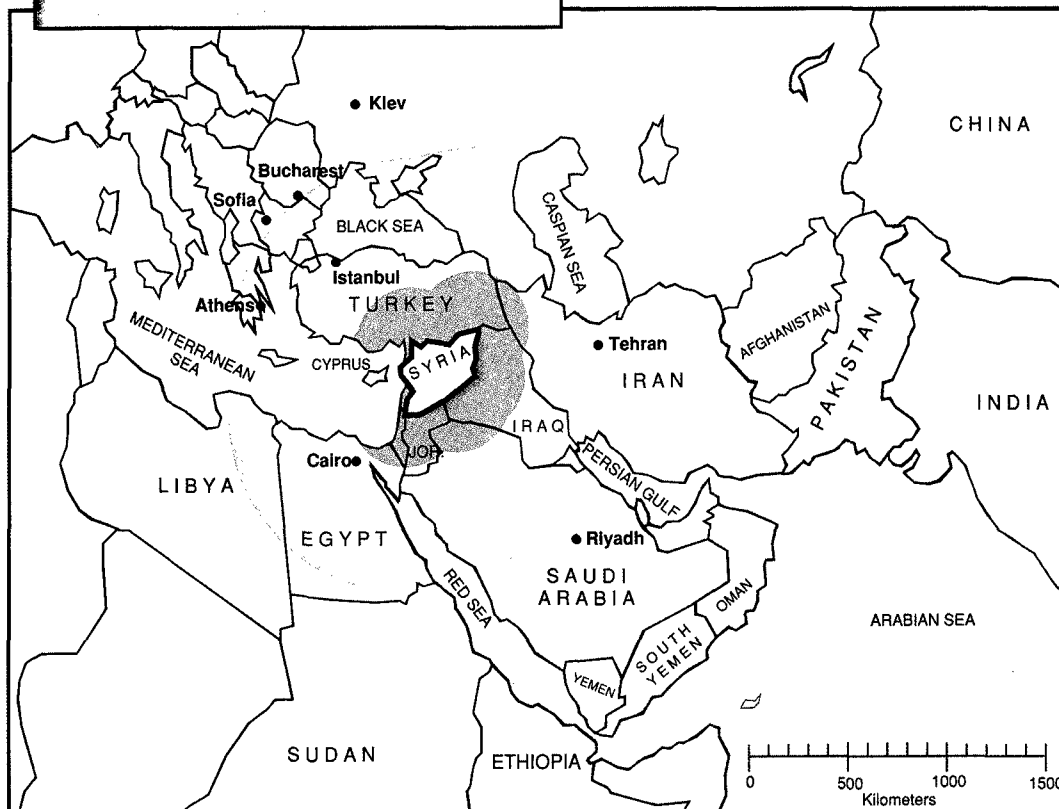 Kiev
CHINA
Bucharest
Sofia
BLACK SEA
CASPIAN SEA
Istanbul
TURKEY
Athens
MEDITERRANEAN
SEA
CYPRUS
SYRIA
Tehran
IRAN
AFGHANISTAN
PAKISTAN
INDIA
IRAQ
JOR.
Cairo
PERSIAN GULF
LIBYA
EGYPT
Riyadh
SAUDI
ARABIA
RED SEA
OMAN
ARABIAN SEA
SOUTH
YEMEN
YEMEN
SUDAN
ETHIOPIA
0 500 1000 1500
Kilometers